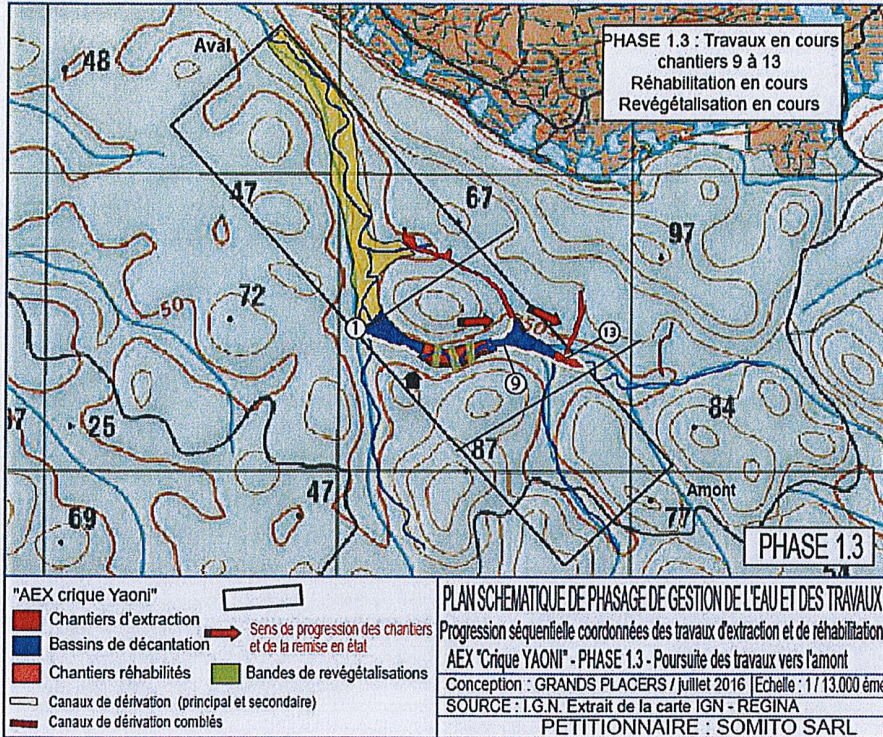 Aval
48
PHASE 1.3 : Travaux en cours
chantiers 9 à 13
Réhabilitation en cours
Revégétalisation en cours
47
67
97
50
72
1
50
13
9
25
87
84
47
Amont
77
69
PHASE 1.3
"AEX crique Yaoni"
Chantiers d'extraction
Bassins de décantation
Sens de progression des chantiers
et de la remise en état
Chantiers réhabilités
Bandes de revégétalisations
Canaux de dérivation (principal et secondaire)
Canaux de dérivation comblés
PLAN SCHEMATIQUE DE PHASAGE DE GESTION DE L'EAU ET DES TRAVAUX
Progression séquentielle coordonnées des travaux d'extraction et de réhabilitation
AEX "Crique YAONI" - PHASE 1.3 - Poursuite des travaux vers l'amont
Conception : GRANDS PLACERS / juillet 2016
Echelle : 1 / 13.000 éme
SOURCE : I.G.N. Extrait de la carte IGN - REGINA
PETITIONNAIRE : SOMITO SARL